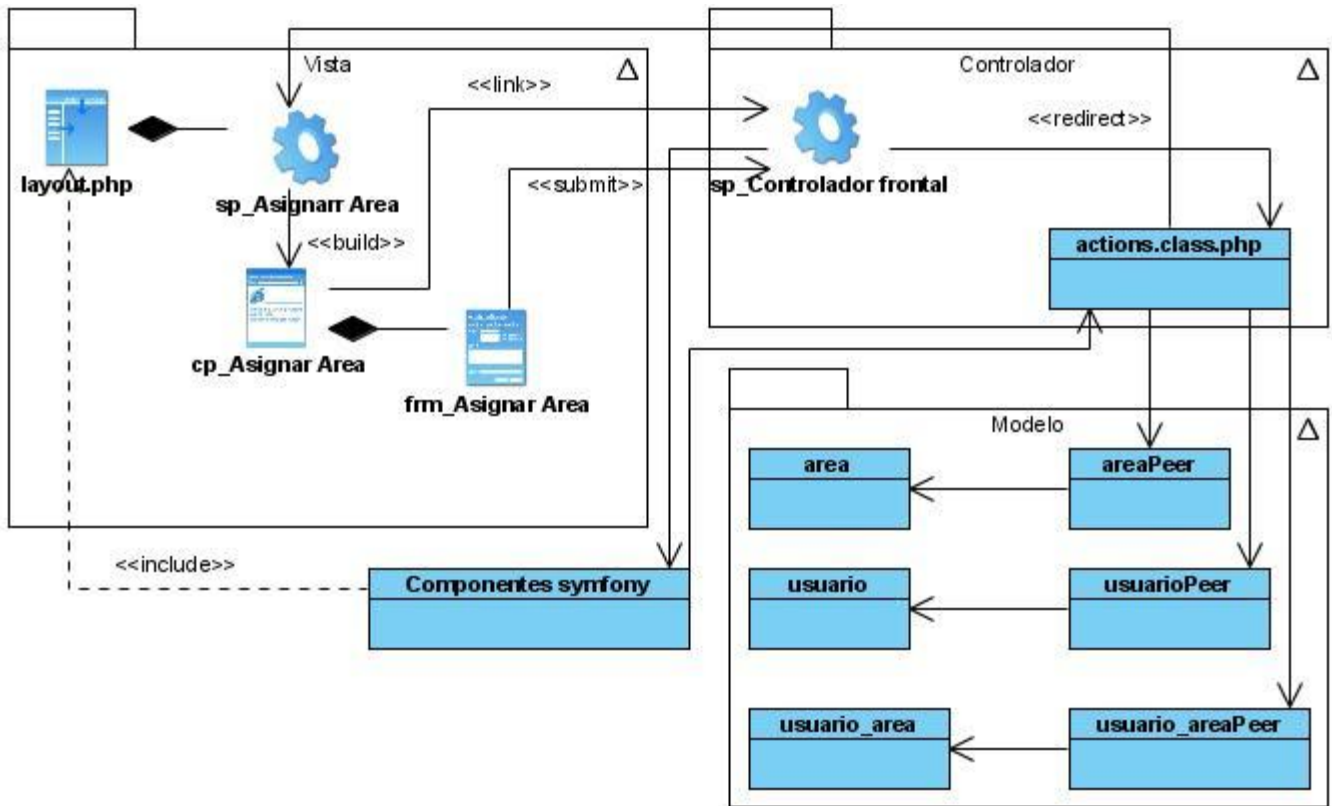 Vista
Controlador
<<link>>
<<redirect>>
layout.php
sp_Asignarr Area
<<submit>>
sp_Controlador frontal
<<build>>
actions.class.php
cp_Asignar Area
frm_Asignar Area
Modelo
area
areaPeer
<<include>>
Componentes symfony
usuario
usuarioPeer
usuario_area
usuario_areaPeer